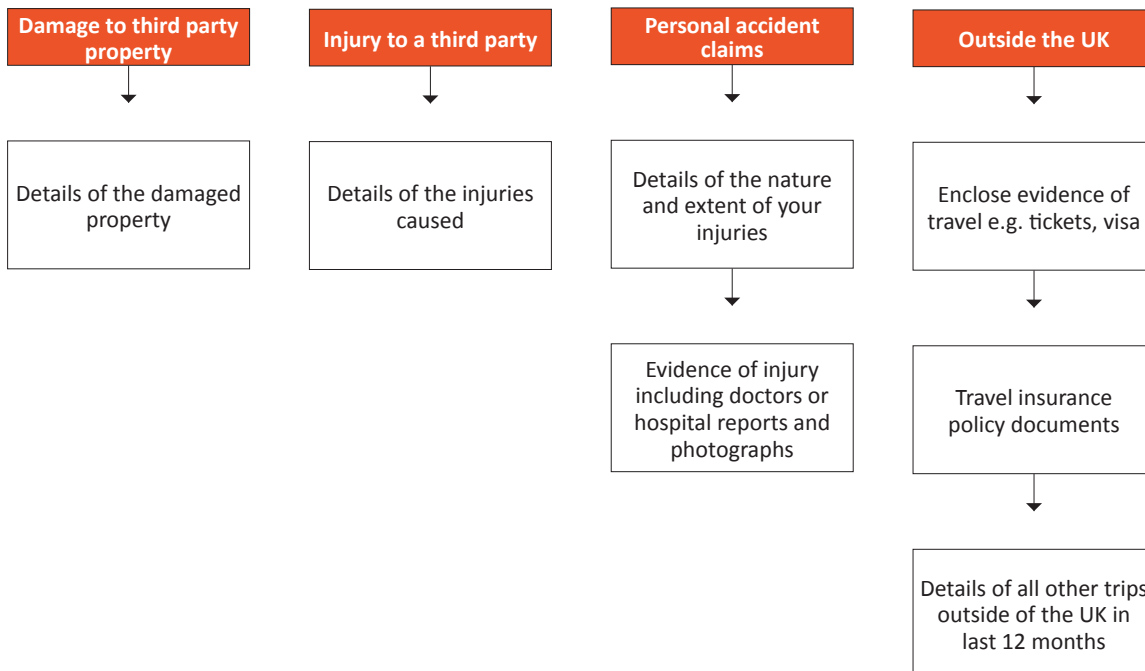 Damage to third party
property
Injury to a third party
Personal accident
claims
Outside the UK
Details of the damaged
property
Details of the injuries
caused
Details of the nature
and extent of your
injuries
Enclose evidence of
travel e.g. tickets, visa
Evidence of injury
including doctors or
hospital reports and
photographs
Travel insurance
policy documents
Details of all other trips
outside of the UK in
last 12 months